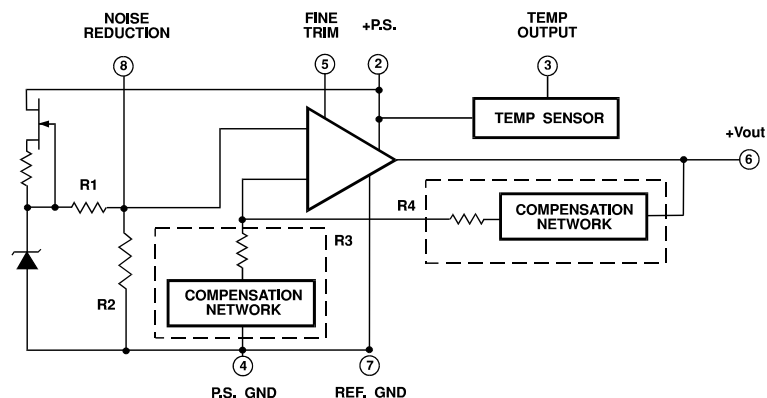 NOISE
REDUCTION
8
FINE
TRIM
5
+P.S.
2
TEMP
OUTPUT
3
TEMP SENSOR
+Vout
6
R1
R4
COMPENSATION
NETWORK
R3
R2
COMPENSATION
NETWORK
4
P.S. GND
7
REF. GND